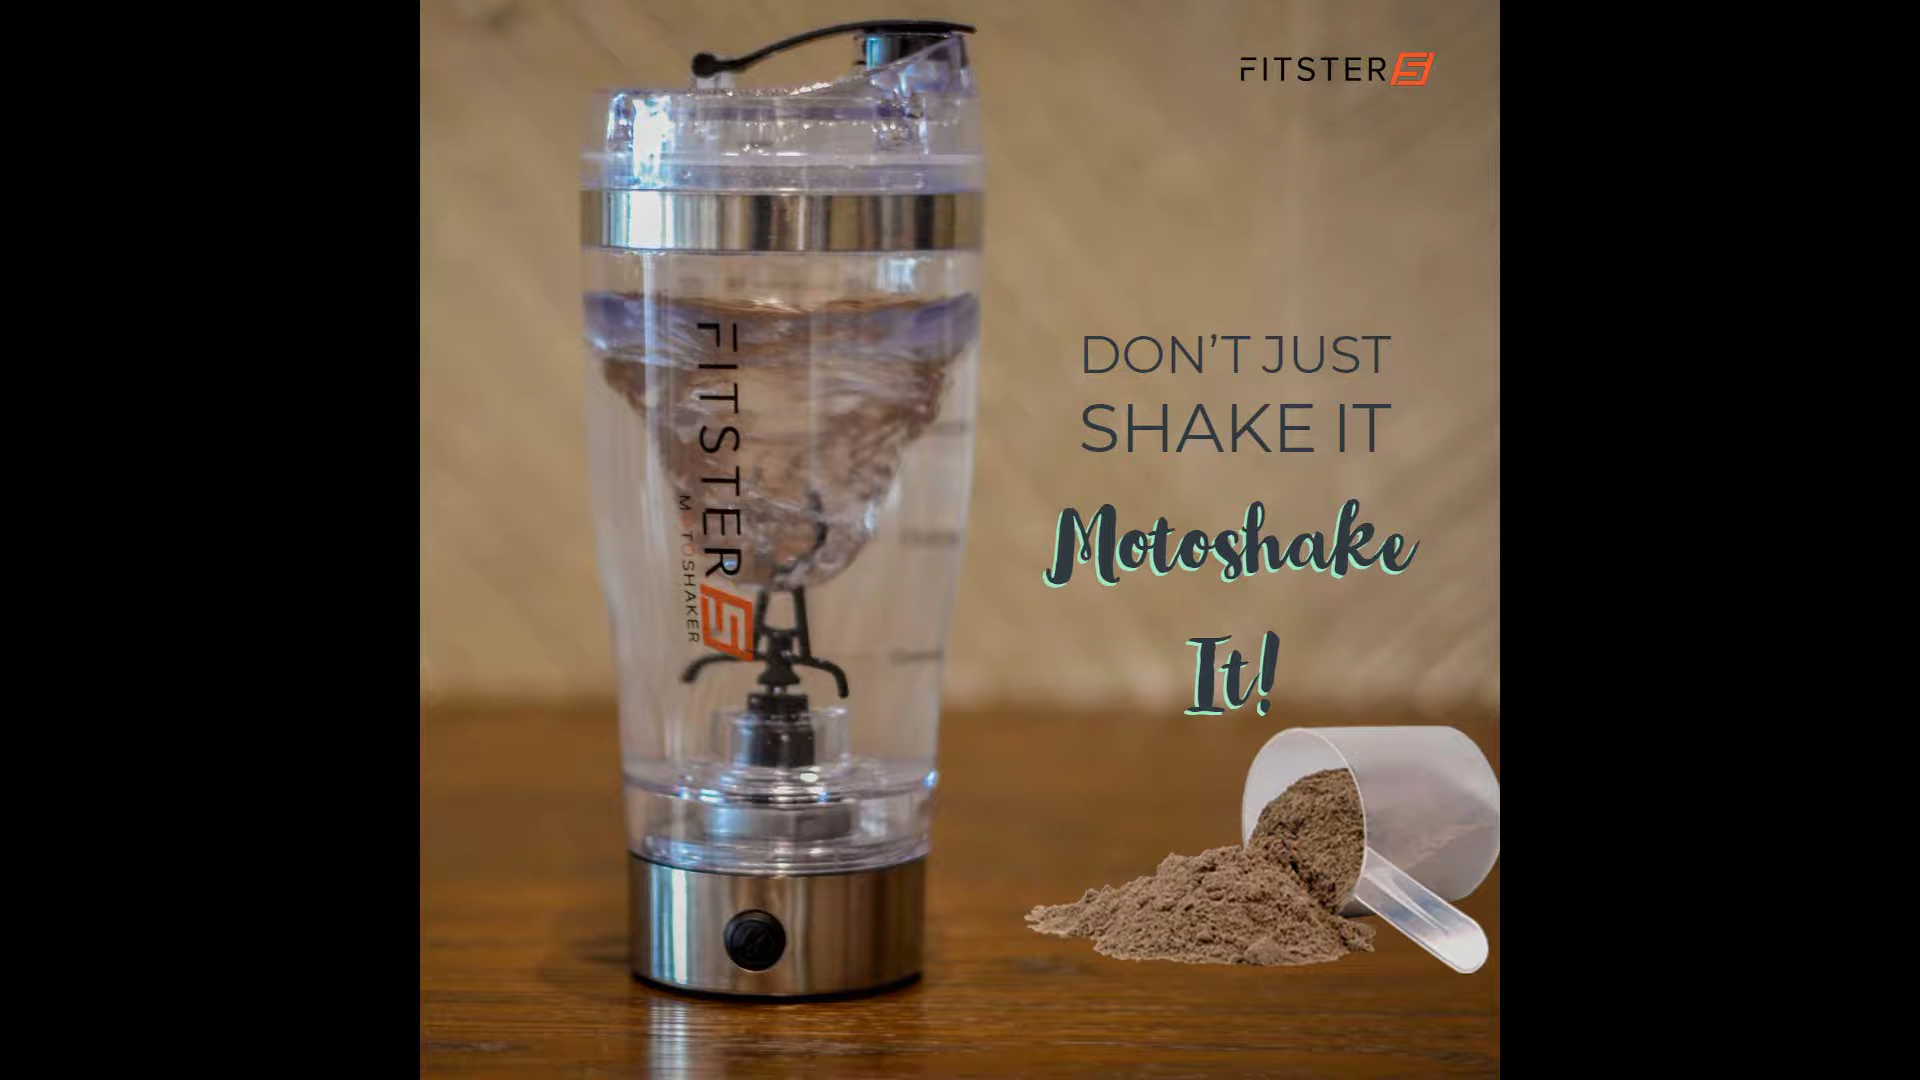 FITSTER
DON'T JUST
SHAKE IT
Motoshake
It!
FITSTER
MOTOSHAKER